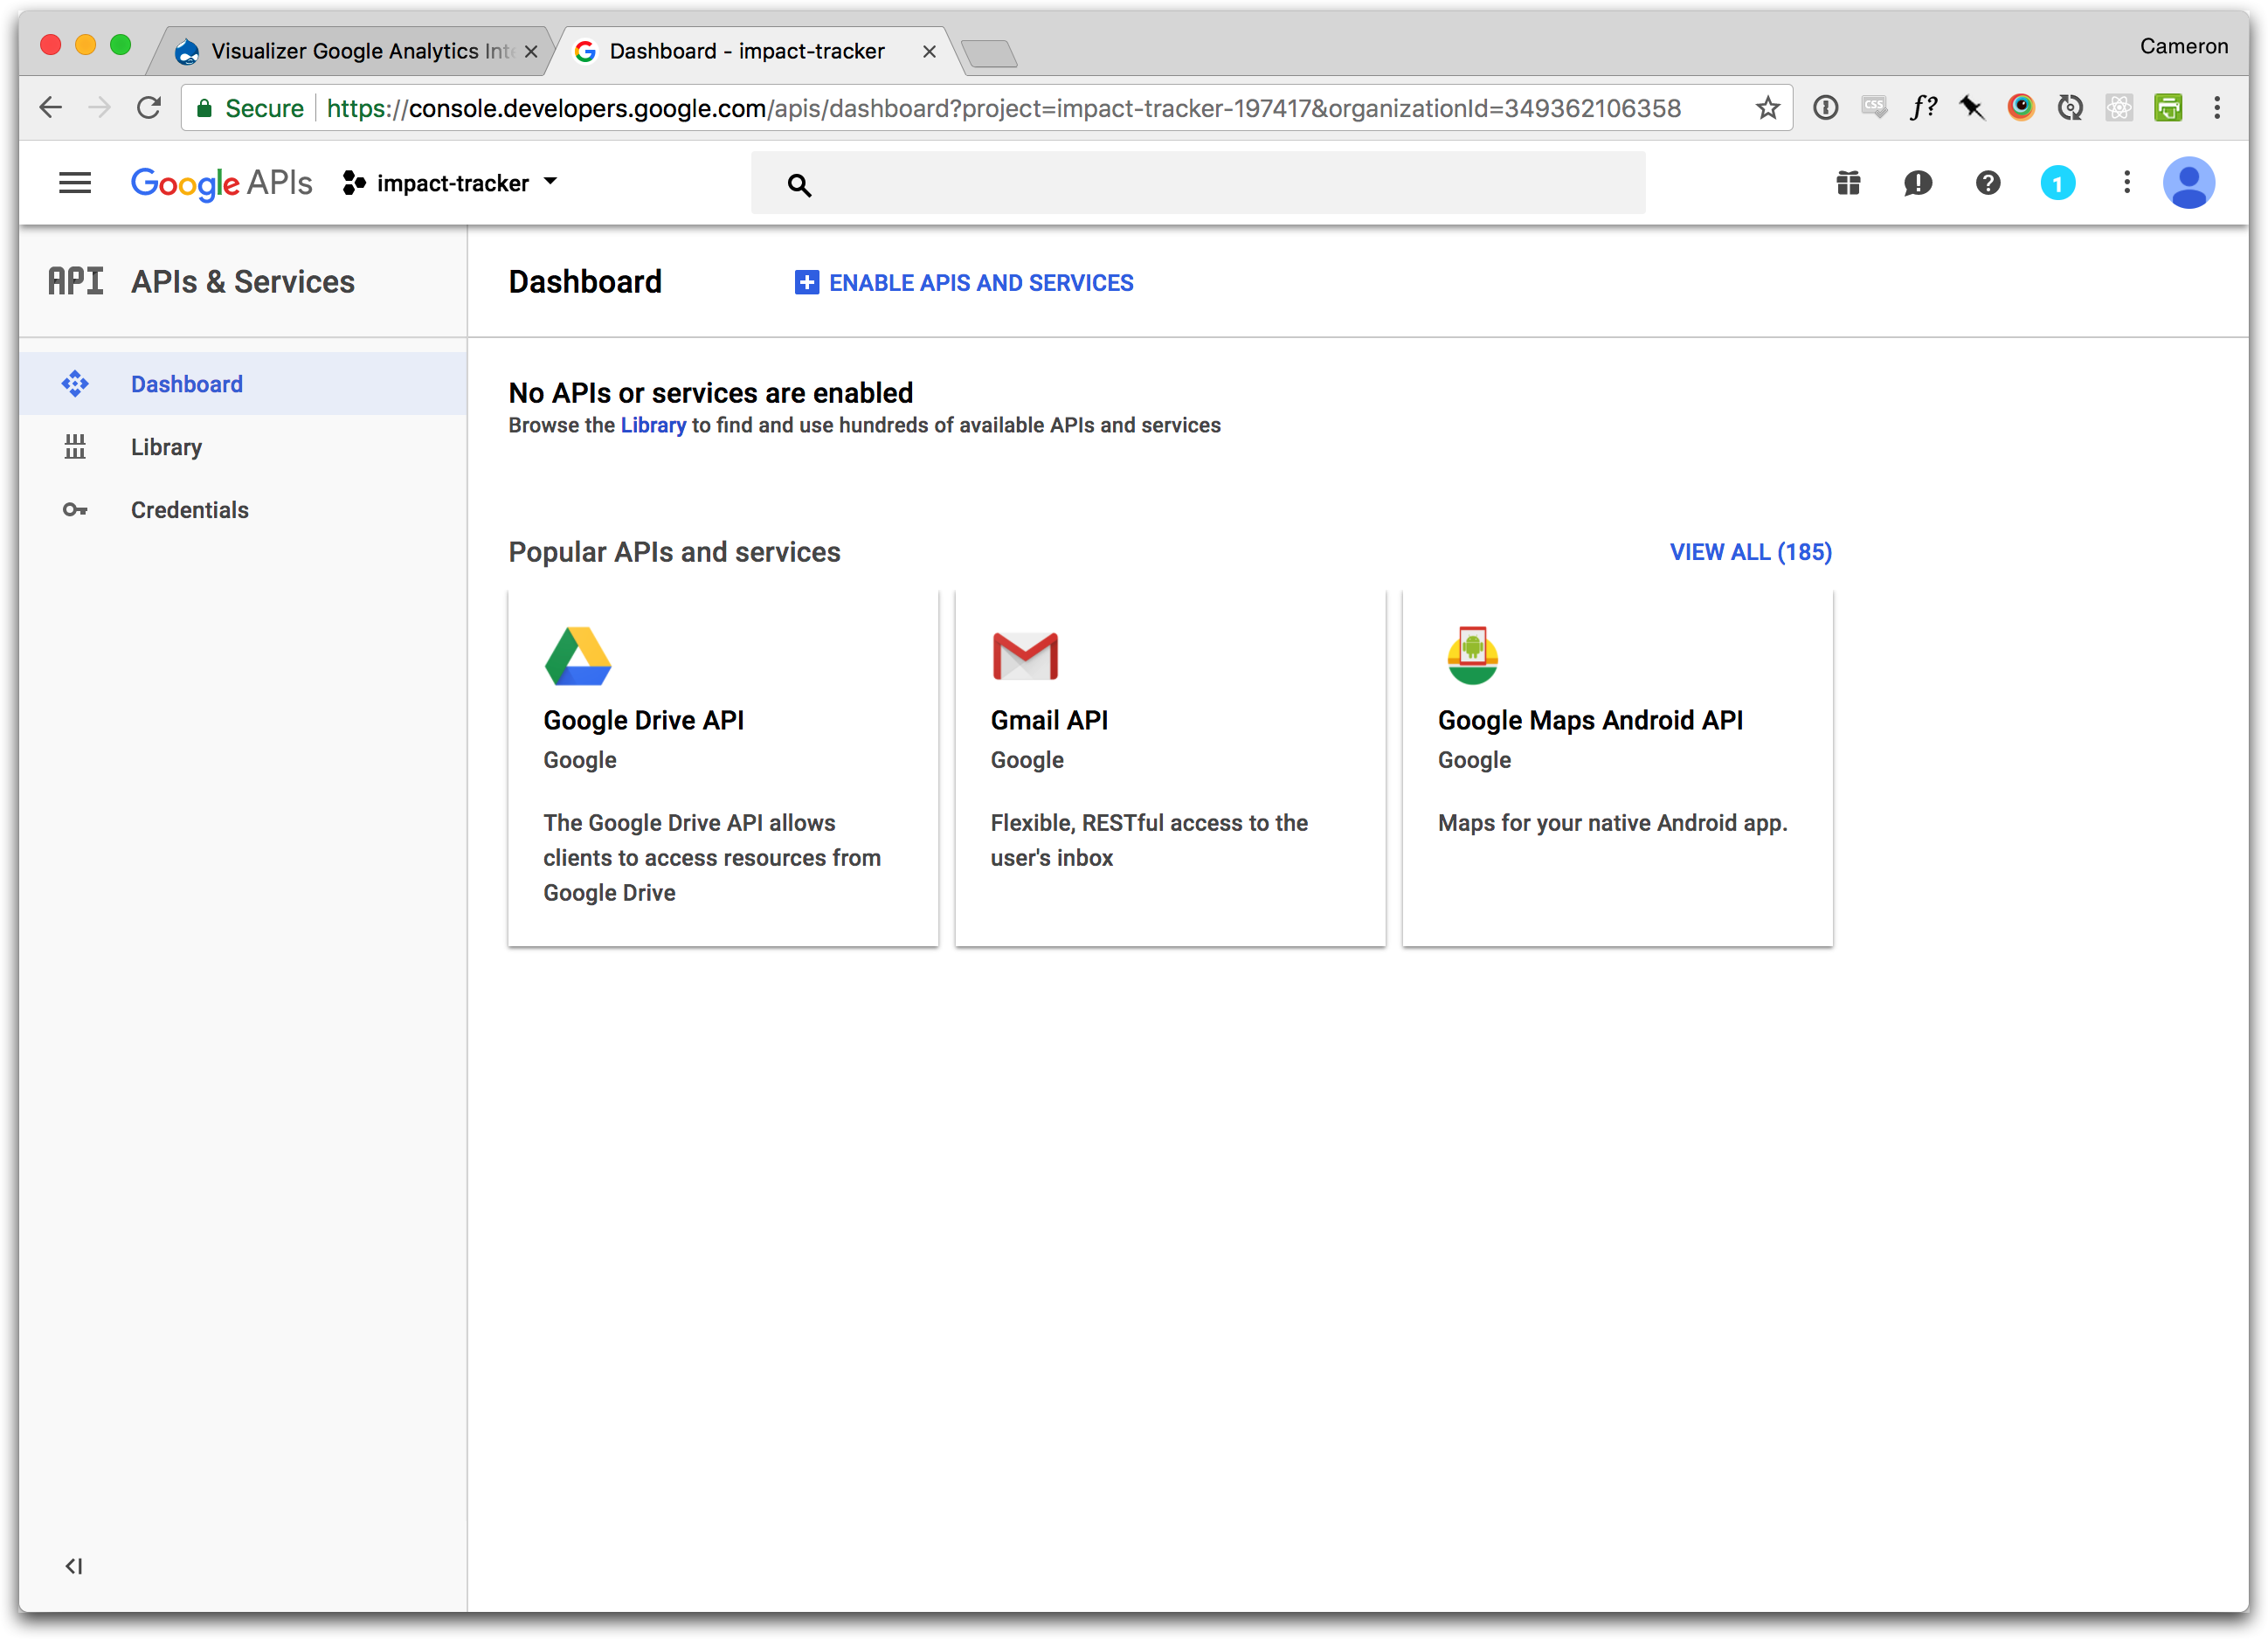 Visualizer Google Analytics Inte
Dashboard - impact-tracker
Cameron
Secure
https://console.developers.google.com/apis/dashboard?project=impact-tracker-197417&organizationId=349362106358
CSS
f?
Google APIs
impact-tracker
1
API
APIs & Services
Dashboard
ENABLE APIS AND SERVICES
Dashboard
Library
Credentials
No APIs or services are enabled
Browse the Library to find and use hundreds of available APIs and services
Popular APIs and services
VIEW ALL (185)
Google Drive API
Google
The Google Drive API allows
clients to access resources from
Google Drive
Gmail API
Google
Flexible, RESTful access to the
user's inbox
Google Maps Android API
Google
Maps for your native Android app.